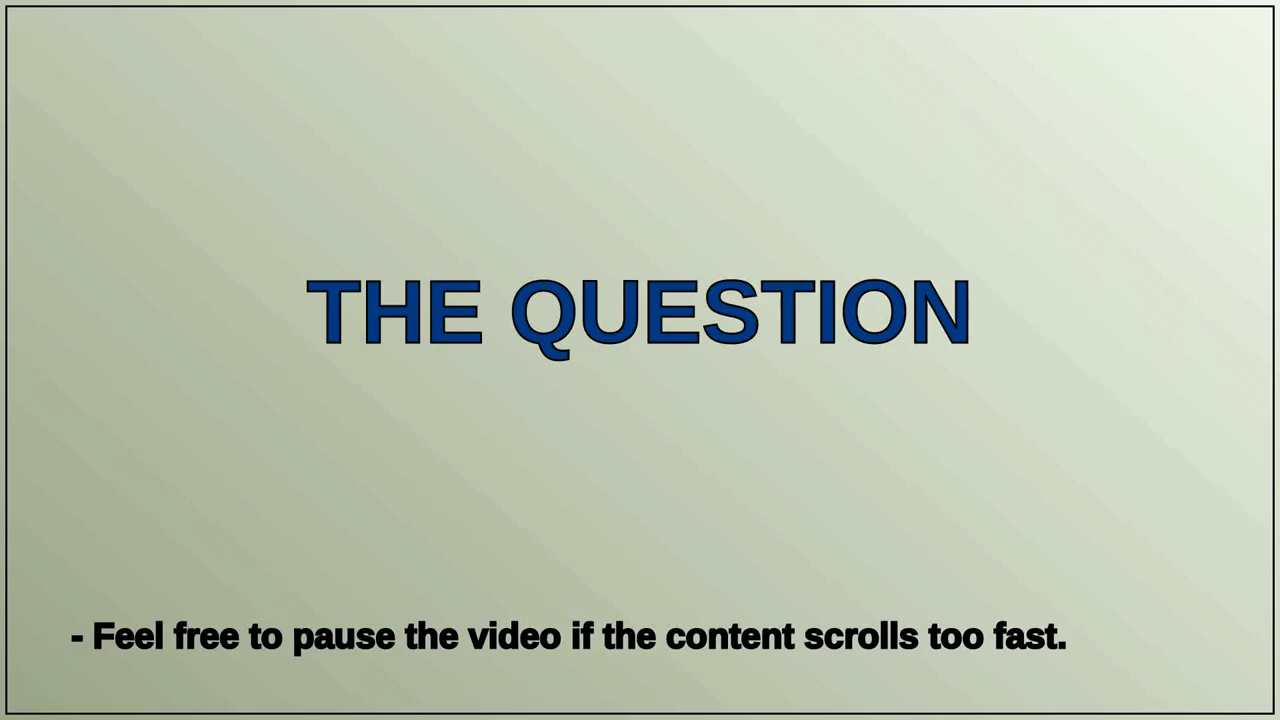 THE QUESTION
- Feel free to pause the video if the content scrolls too fast.